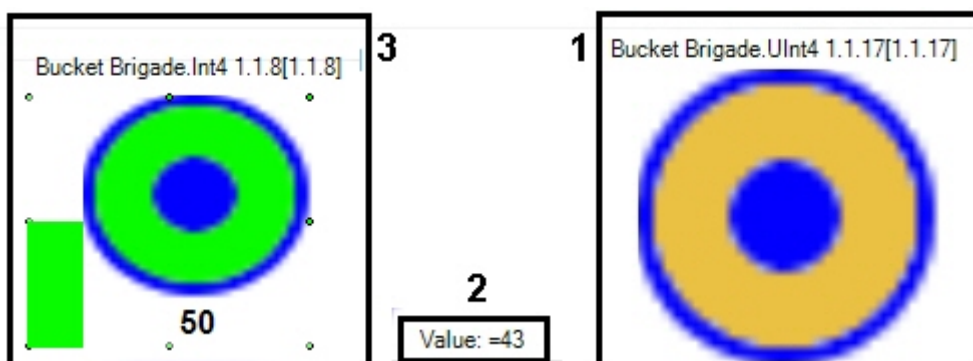 Bucket Brigade.Int4 1.1.8[1.1.8]
3
50
2
Value: =43
1
Bucket Brigade.UInt4 1.1.17[1.1.17]